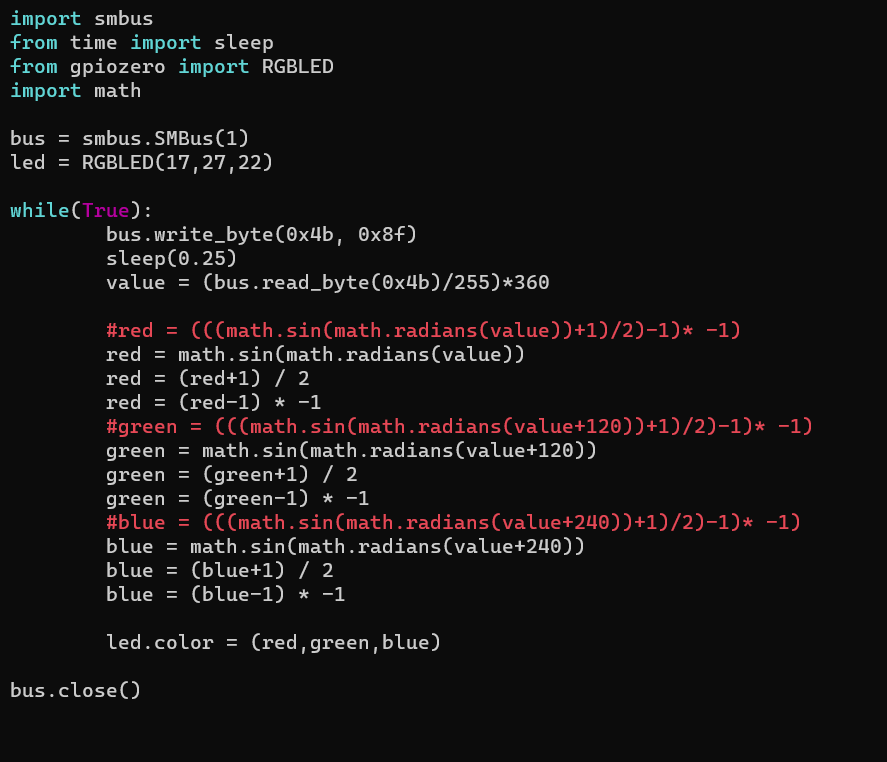 import smbus
from time import sleep
from gpiozero import RGBLED
import math

bus = smbus.SMBus(1)
led = RGBLED(17,27,22)

while(True):
        bus.write_byte(0x4b, 0x8f)
        sleep(0.25)
        value = (bus.read_byte(0x4b)/255)*360

        #red = (((math.sin(math.radians(value))+1)/2)-1)* -1)
        red = math.sin(math.radians(value))
        red = (red+1) / 2
        red = (red-1) * -1
        #green = (((math.sin(math.radians(value+120))+1)/2)-1)* -1)
        green = math.sin(math.radians(value+120))
        green = (green+1) / 2
        green = (green-1) * -1
        #blue = (((math.sin(math.radians(value+240))+1)/2)-1)* -1)
        blue = math.sin(math.radians(value+240))
        blue = (blue+1) / 2
        blue = (blue-1) * -1

        led.color = (red,green,blue)

bus.close()